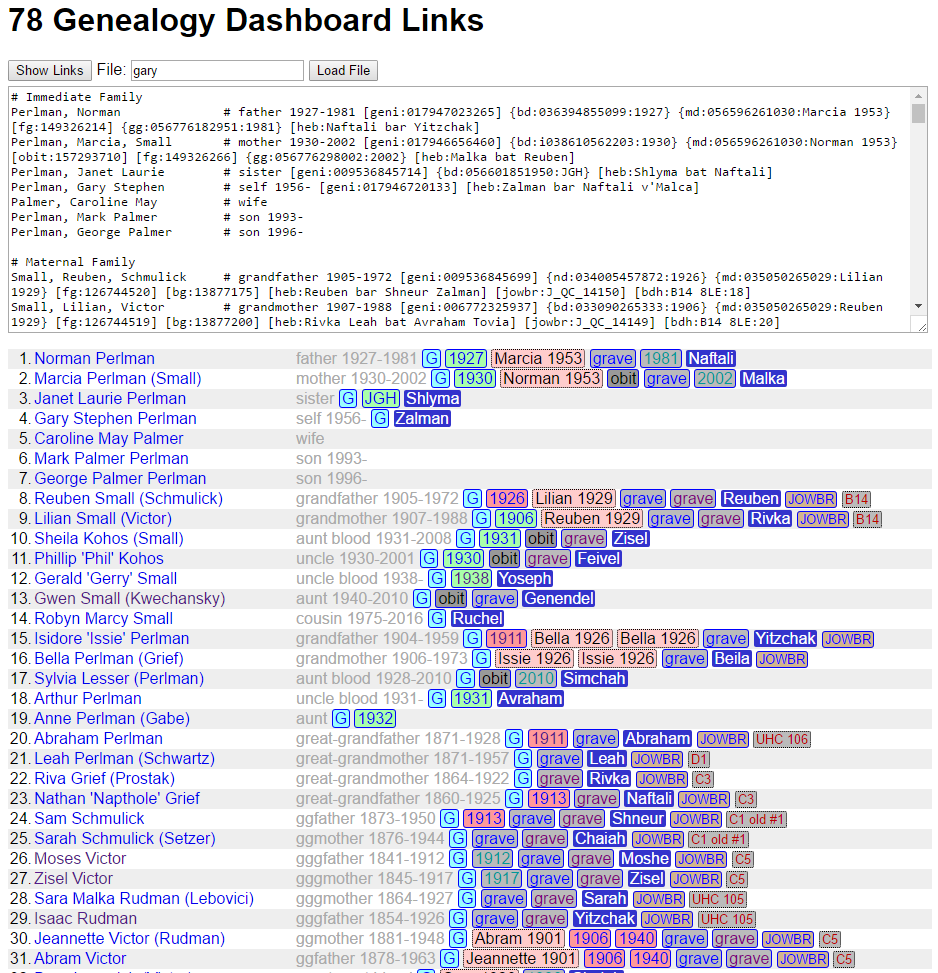 78 Genealogy Dashboard Links
Show Links File: gary Load File
# Immediate Family
Perlman, Norman # father 1927-1981 [geni:017947023265] {bd:036394855099:1927} {md:056596261030:Marcia 1953}
[fg:149326214] {gg:056776182951:1981} [heb:Naftali bar Yitzchak]
Perlman, Marcia, Small # mother 1930-2002 [geni:017946656460] {bd:i038610562203:1930} {md:056596261030:Norman 1953}
[obit:157293710] [fg:149326266] {gg:056776298002:2002} [heb:Malka bat Reuben]
Perlman, Janet Laurie # sister [geni:009536845714] {bd:056601851950:JGH} [heb:Shlyma bat Naftali]
Perlman, Gary Stephen # self 1956- [geni:017946720133] [heb:Zalman bar Naftali v'Malca]
Palmer, Caroline May # wife
Perlman, Mark Palmer # son 1993-
Perlman, George Palmer # son 1996-
# Maternal Family
Small, Reuben, Schmulick # grandfather 1905-1972 [geni:009536845699] {nd:034005457872:1926} {md:035050265029:Lilian
1929} [fg:126744520] [bg:13877175] [heb:Reuben bar Shneur Zalman] [jowbr:J_QC_14150] [bdh:B14 8LE:18]
Small, Lilian, Victor # grandmother 1907-1988 [geni:006772325937] {bd:030090265333:1906} {md:035050265029:Reuben
1929} [fg:126744519] [bg:13877200] [heb:Rivka Leah bat Avraham Tovia] [jowbr:J_QC_14149] [bdh:B14 8LE:20]
1. Norman Perlman father 1927-1981 G 1927 Marcia 1953 grave 1981 Naftali
2. Marcia Perlman (Small) mother 1930-2002 G 1930 Norman 1953 obit grave 2002 Malka
3. Janet Laurie Perlman sister G JGH Shlyma
4. Gary Stephen Perlman self 1956- G Zalman
5. Caroline May Palmer wife
6. Mark Palmer Perlman son 1993-
7. George Palmer Perlman son 1996-
8. Reuben Small (Schmulick) grandfather 1905-1972 G 1926 Lilian 1929 grave grave Reuben JOWBR B14
9. Lilian Small (Victor) grandmother 1907-1988 G 1906 Reuben 1929 grave grave Rivka JOWBR B14
10. Sheila Kohos (Small) aunt blood 1931-2008 G 1931 obit grave Zisel
11. Phillip 'Phil' Kohos uncle 1930-2001 G 1930 obit grave Feivel
12. Gerald 'Gerry' Small uncle blood 1938- G 1938 Yoseph
13. Gwen Small (Kwechansky) aunt 1940-2010 G obit grave Genendel
14. Robyn Marcy Small cousin 1975-2016 G Ruchel
15. Isidore 'Issie' Perlman grandfather 1904-1959 G 1911 Bella 1926 Bella 1926 grave Yitzchak JOWBR
16. Bella Perlman (Grief) grandmother 1906-1973 G Issie 1926 Issie 1926 grave Beila JOWBR
17. Sylvia Lesser (Perlman) aunt blood 1928-2010 G obit 2010 Simchah
18. Arthur Perlman uncle blood 1931- G 1931 Avraham
19. Anne Perlman (Gabe) aunt G 1932
20. Abraham Perlman great-grandfather 1871-1928 G 1911 grave Abraham JOWBR UHC 106
21. Leah Perlman (Schwartz) great-grandmother 1871-1957 G grave Leah JOWBR D1
22. Riva Grief (Prostak) great-grandmother 1864-1922 G grave Rivka JOWBR C3
23. Nathan 'Napthole' Grief great-grandfather 1860-1925 G 1913 grave Naftali JOWBR C3
24. Sam Schmulick ggfather 1873-1950 G 1913 grave grave Shneur JOWBR C1 old #1
25. Sarah Schmulick (Setzer) ggmother 1876-1944 G grave grave Chaiah JOWBR C1 old #1
26. Moses Victor gggfather 1841-1912 G 1912 grave grave Moshe JOWBR C5
27. Zisel Victor gggmother 1845-1917 G 1917 grave grave Zisel JOWBR C5
28. Sara Malka Rudman (Lebovici) gggmother 1864-1927 G grave grave Sarah JOWBR UHC 105
29. Isaac Rudman gggfather 1854-1926 G grave grave Yitzchak JOWBR UHC 105
30. Jeannette Victor (Rudman) ggmother 1881-1948 G Abram 1901 1906 1940 grave grave JOWBR C5
31. Abram Victor ggfather 1878-1963 G Jeannette 1901 1906 1940 grave grave JOWBR C5